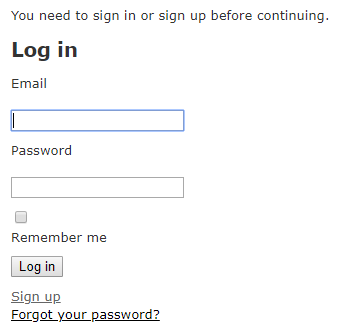 You need to sign in or sign up before continuing.
Log in
Email
Password
Remember me
Log in
Sign up
Forgot your password?